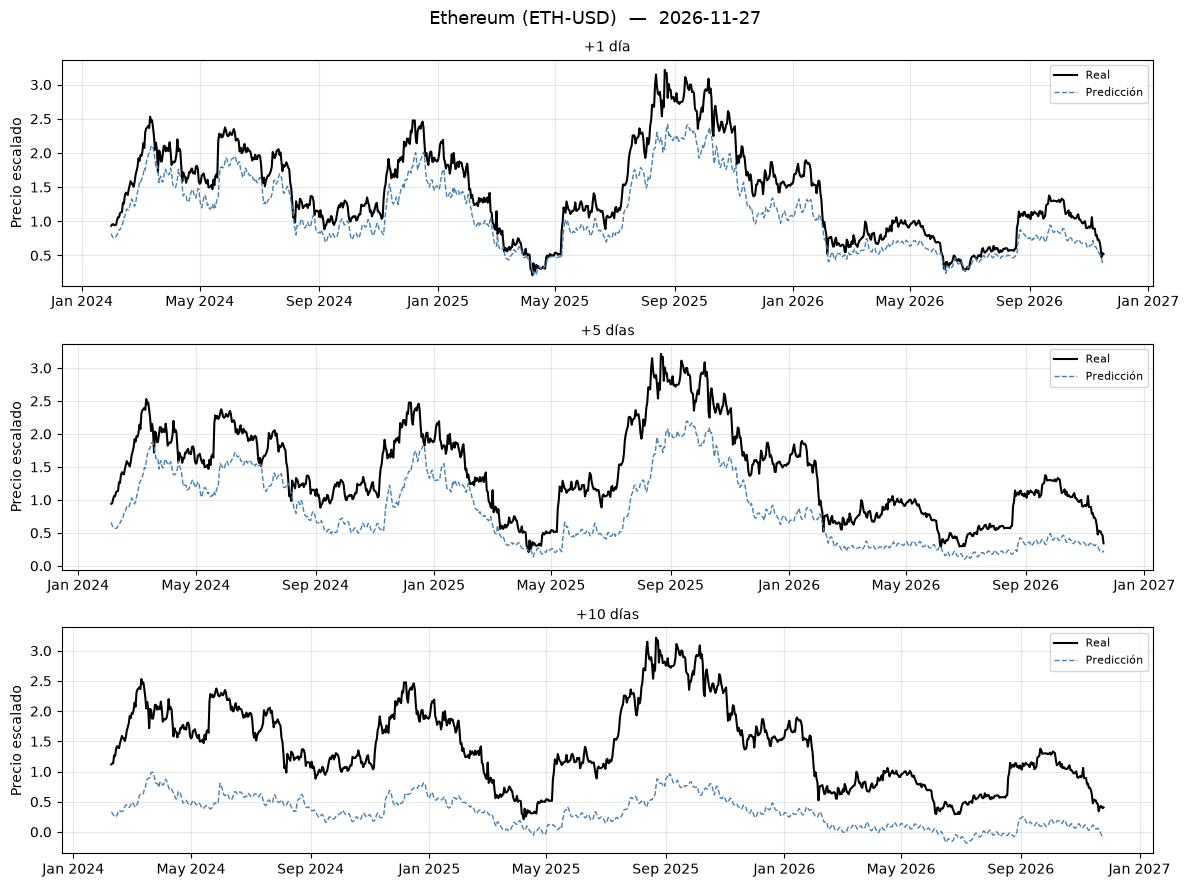 Ethereum (ETH-USD) — 2026-11-27
+1 día
Precio escalado
3.0
2.5
2.0
1.5
1.0
0.5
Real
Predicción
Jan 2024 May 2024 Sep 2024 Jan 2025 May 2025 Sep 2025 Jan 2026 May 2026 Sep 2026 Jan 2027
+5 días
Precio escalado
3.0
2.5
2.0
1.5
1.0
0.5
0.0
Real
Predicción
Jan 2024 May 2024 Sep 2024 Jan 2025 May 2025 Sep 2025 Jan 2026 May 2026 Sep 2026 Jan 2027
+10 días
Precio escalado
3.0
2.5
2.0
1.5
1.0
0.5
0.0
Real
Predicción
Jan 2024 May 2024 Sep 2024 Jan 2025 May 2025 Sep 2025 Jan 2026 May 2026 Sep 2026 Jan 2027